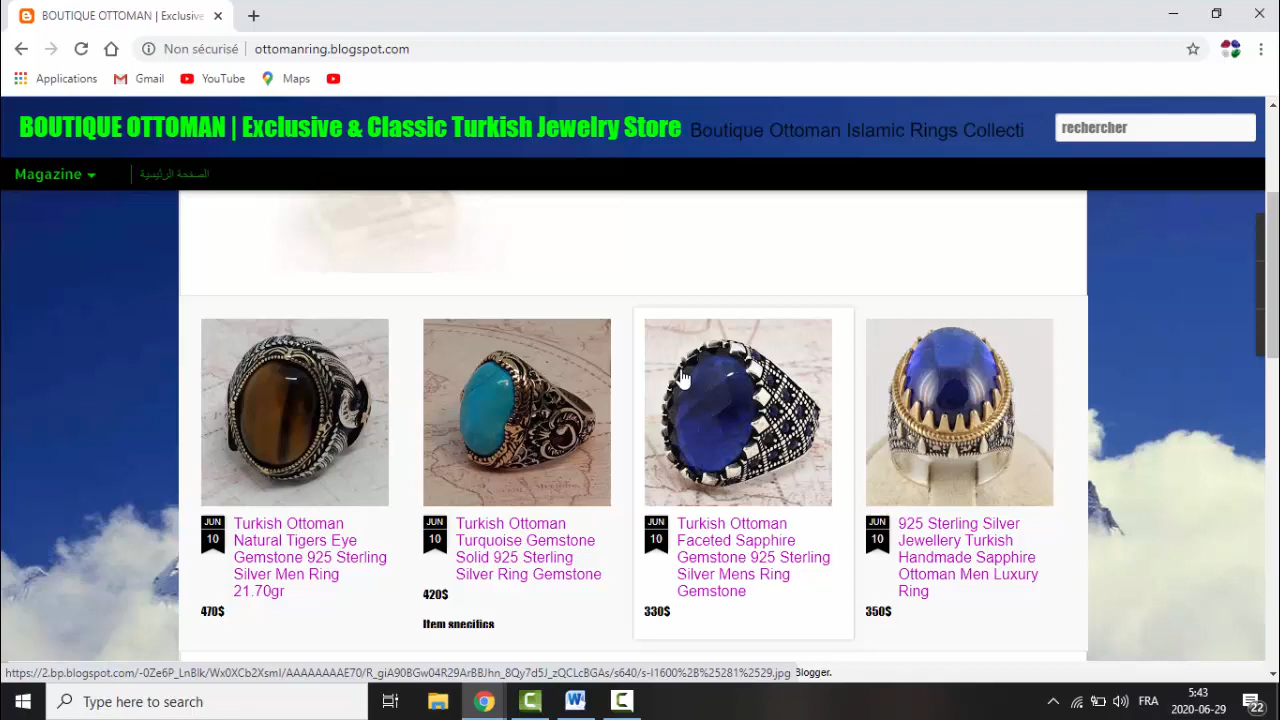 BOUTIQUE OTTOMAN | Exclusive
Non sécurisé
ottomanring.blogspot.com
Applications
Gmail
YouTube
Maps
BOUTIQUE OTTOMAN | Exclusive & Classic Turkish Jewelry Store
Boutique Ottoman Islamic Rings Collecti
rechercher
Magazine
الصفحة الرئيسية
JUN
10
Turkish Ottoman
Natural Tigers Eye
Gemstone 925 Sterling
Silver Men Ring
21.70gr
470$
JUN
10
Turkish Ottoman
Turquoise Gemstone
Solid 925 Sterling
Silver Ring Gemstone
420$
Item specifics
JUN
10
Turkish Ottoman
Faceted Sapphire
Gemstone 925 Sterling
Silver Mens Ring
Gemstone
330$
JUN
10
925 Sterling Silver
Jewellery Turkish
Handmade Sapphire
Ottoman Men Luxury
Ring
350$
https://2.bp.blogspot.com/-0Ze6P_LnBlk/Wx0XCb2XsmI/AAAAAAAAE70/R_giA90BGw04R29ArBBJhn_8Qy7d5J_zQCLcBGAs/s640/s-l1600%2B%25281%2529.jpg
Blogger.
Type here to search
FRA
5:43
2020-06-29
22